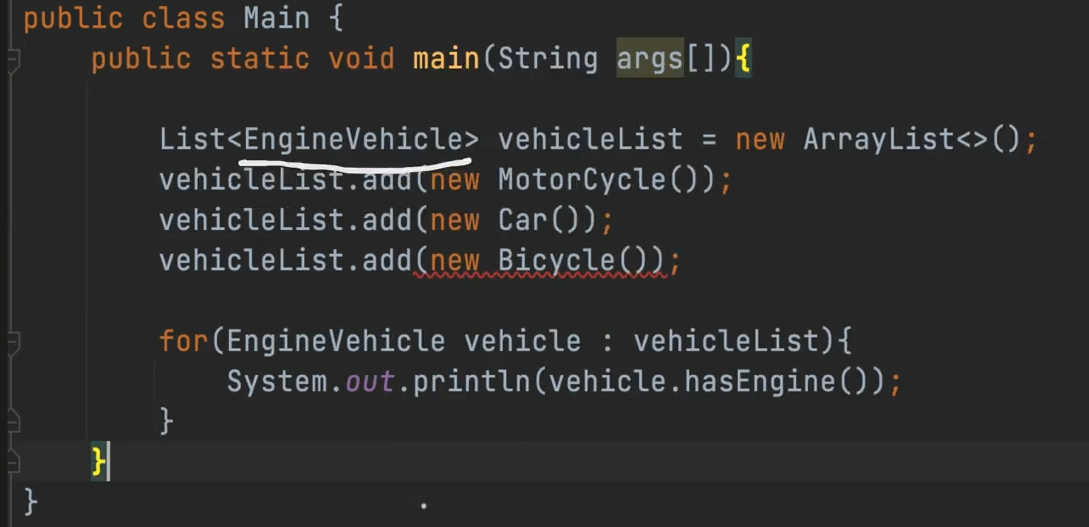 public class Main {
public static void main(String args[]){
List<EngineVehicle> vehicleList = new ArrayList<>();
vehicleList.add(new MotorCycle());
vehicleList.add(new Car());
vehicleList.add(new Bicycle());
for(EngineVehicle vehicle : vehicleList){
System.out.println(vehicle.hasEngine());
}
}
}